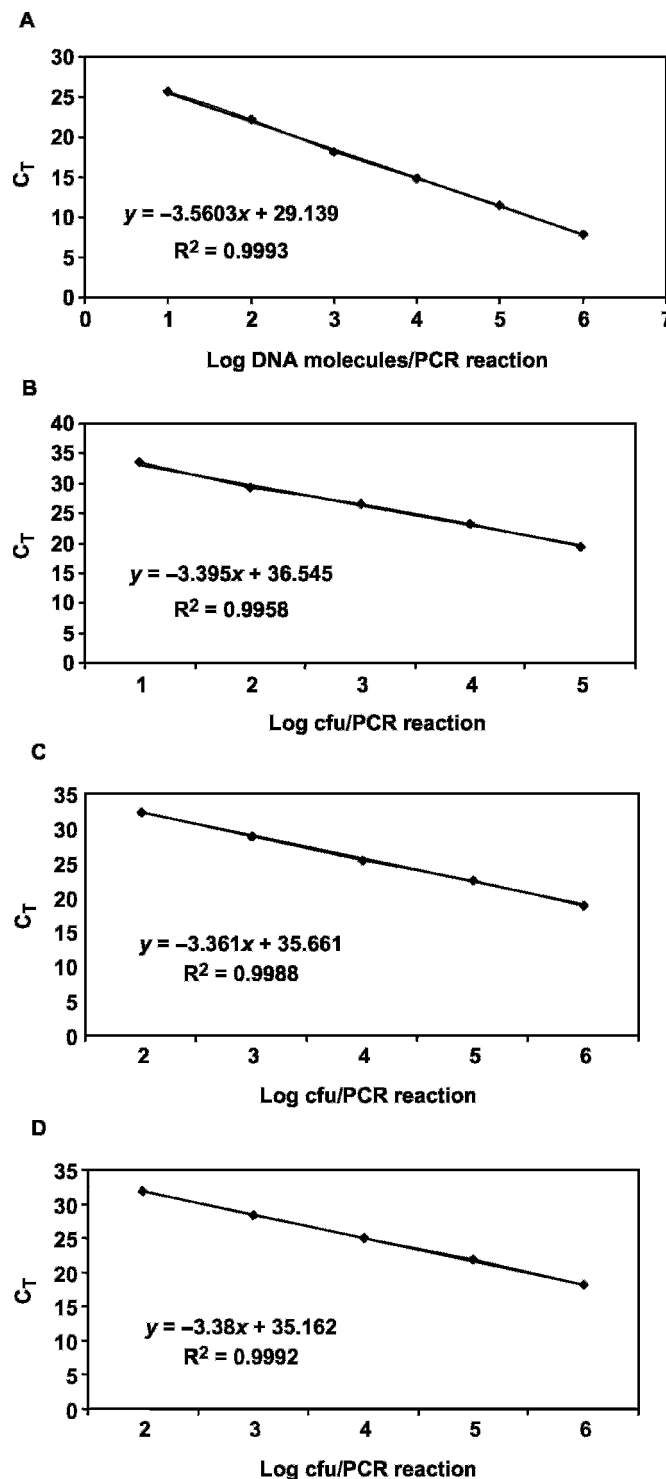 A
30
25
20
15
10
5
0
C_T
y = −3.5603x + 29.139
R² = 0.9993
0 1 2 3 4 5 6 7
Log DNA molecules/PCR reaction
B
40
35
30
25
20
15
10
5
0
C_T
y = −3.395x + 36.545
R² = 0.9958
1 2 3 4 5
Log cfu/PCR reaction
C
35
30
25
20
15
10
5
0
C_T
y = −3.361x + 35.661
R² = 0.9988
2 3 4 5 6
Log cfu/PCR reaction
D
35
30
25
20
15
10
5
0
C_T
y = −3.38x + 35.162
R² = 0.9992
2 3 4 5 6
Log cfu/PCR reaction